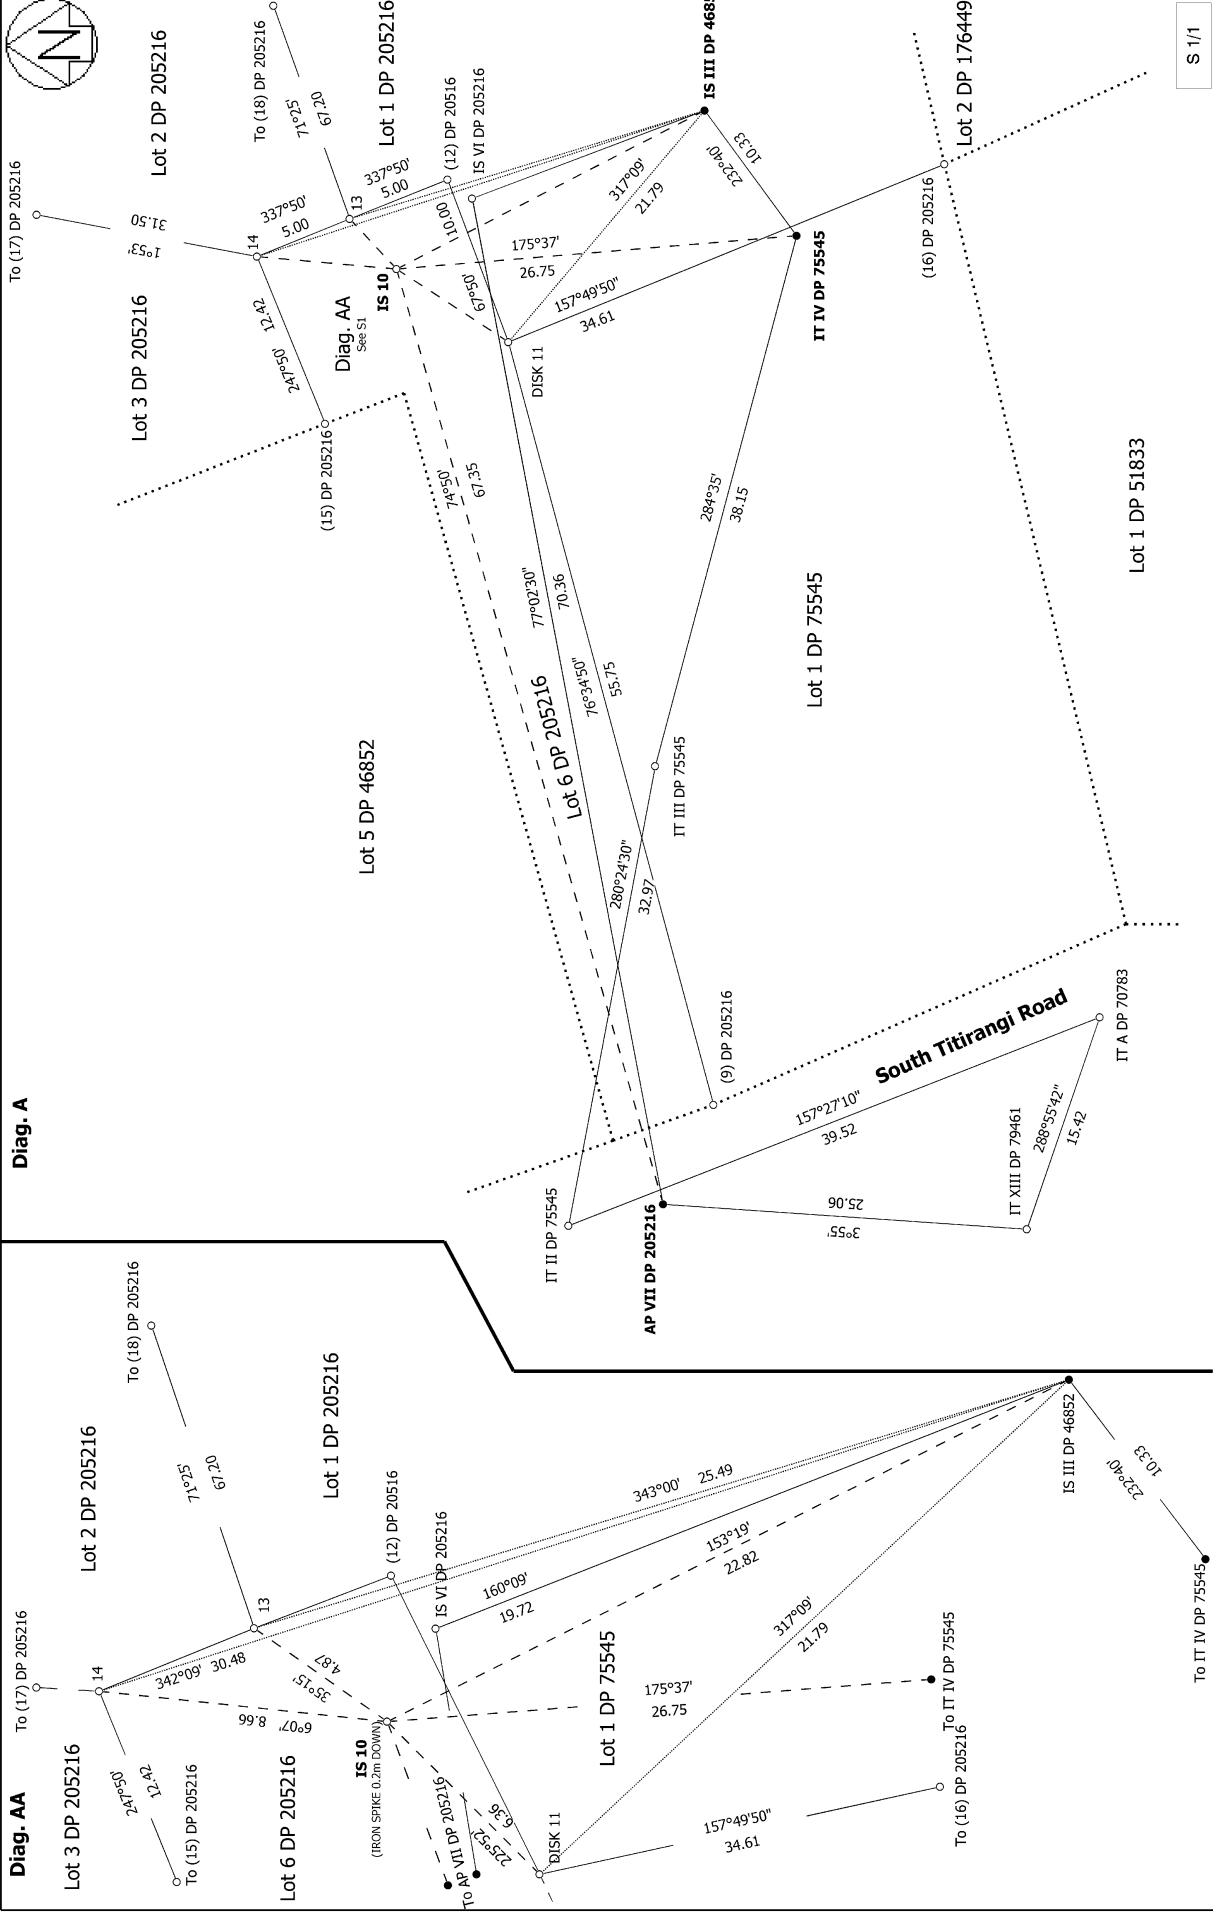 N
Lot 2 DP 205216
To (18) DP 205216
Lot 1 DP 205216
S 1/1
To (17) DP 205216
31.50
1°53'
71°25'
67.20
337°50'
5.00
13
337°50'
5.00
(12) DP 20516
IS VI DP 205216
Lot 2 DP 176449
14
Lot 3 DP 205216
247°50' 12.42
Diag. AA
See S1
IS 10
10.00
67°50'
175°37'
26.75
317°09'
21.79
232°40'
10.33
157°49'50"
34.61
IT IV DP 75545
(16) DP 205216
DISK 11
(15) DP 205216
74°50'
67.35
284°35'
38.15
Lot 1 DP 51833
77°02'30"
70.36
76°34'50"
55.75
Lot 1 DP 75545
Lot 6 DP 205216
Lot 5 DP 46852
IT III DP 75545
280°24'30"
32.97
(9) DP 205216
South Titirangi Road
IT A DP 70783
Diag. A
157°27'10"
39.52
288°55'42"
15.42
IT XIII DP 79461
IT II DP 75545
AP VII DP 205216
25.06
3°55'
Diag. AA
To (18) DP 205216
Lot 2 DP 205216
Lot 1 DP 205216
71°25'
67.20
(12) DP 20516
IS VI DP 205216
343°00' 25.49
IS III DP 46852
232°40'
10.33
153°19'
22.82
160°09'
19.72
13
To (17) DP 205216
14
342°09' 30.48
35°15'
4.87
6°07' 8.66
317°09'
21.79
To IT IV DP 75545
Lot 1 DP 75545
175°37'
26.75
To IT IV DP 75545
Lot 3 DP 205216
247°50'
12.42
To (15) DP 205216
Lot 6 DP 205216
IS 10
(IRON SPIKE 0.2m DOWN)
To AP VII DP 205216
225°52'
6.36
DISK 11
157°49'50"
34.61
To (16) DP 205216